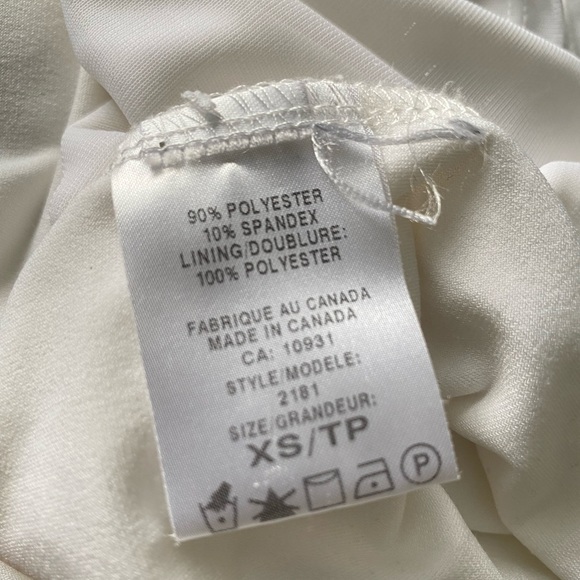 90% POLYESTER
10% SPANDEX
LINING/DOUBLURE:
100% POLYESTER
FABRIQUE AU CANADA
MADE IN CANADA
CA: 10931
STYLE/MODELE:
2181
SIZE/GRANDEUR:
XS/TP
P